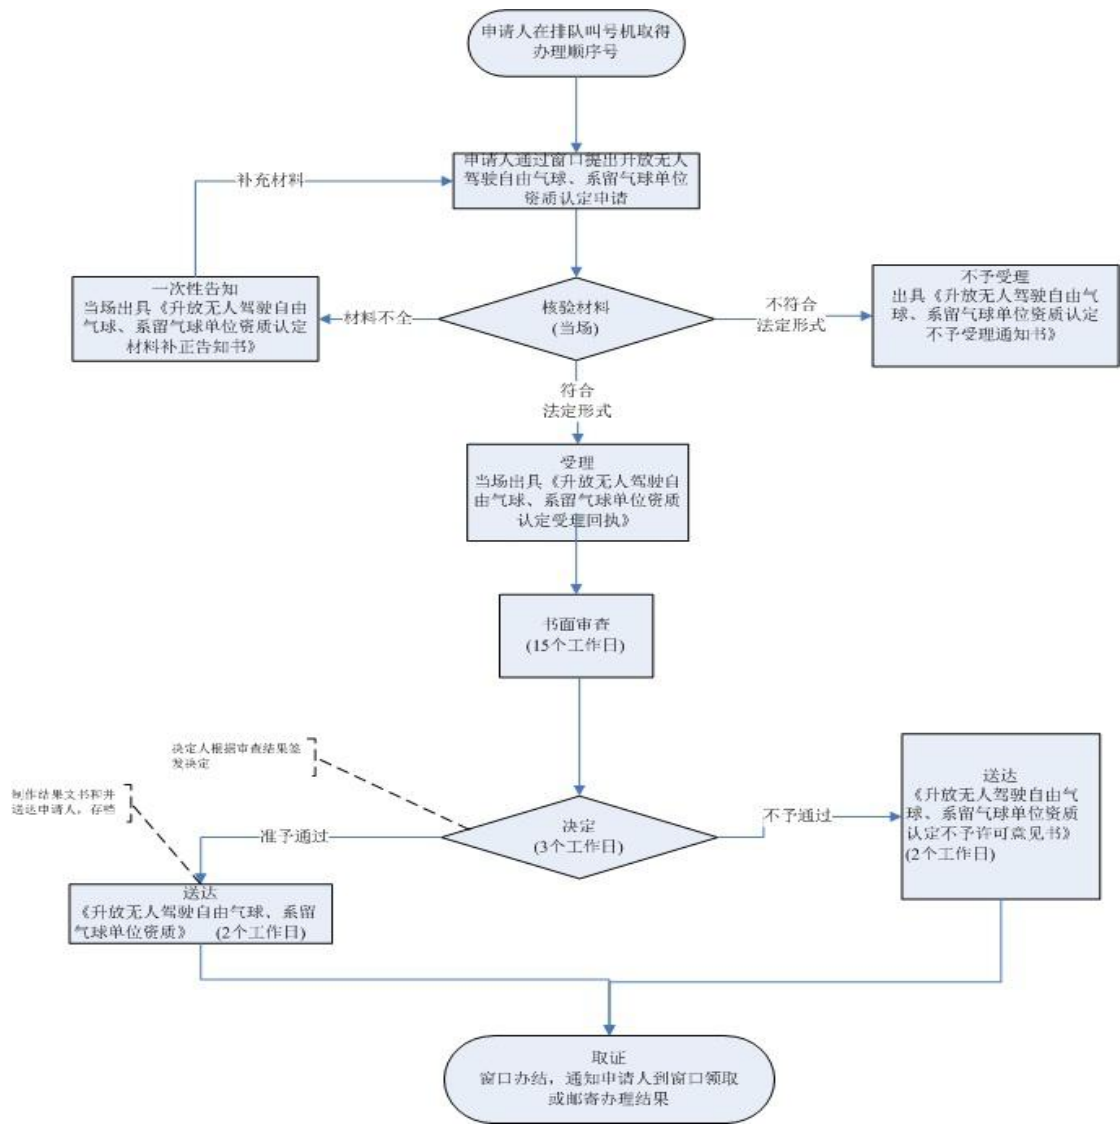 申请人在排队叫号机取得
办理顺序号
申请人通过窗口提出升放无人
驾驶自由气球、系留气球单位
资质认定申请
补充材料
一次性告知
当场出具《升放无人驾驶自由
气球、系留气球单位资质认定
材料补正告知书》
材料不全
核验材料
(当场)
不符合
法定形式
不予受理
出具《升放无人驾驶自由气
球、系留气球单位资质认定
不予受理通知书》
符合
法定形式
受理
当场出具《升放无人驾驶自
由气球、系留气球单位资质
认定受理回执》
书面审查
(15个工作日)
决定人根据审查结果签
发决定
制作结果文书和并
送达申请人，存档
准予通过
决定
(3个工作日)
不予通过
送达
《升放无人驾驶自由气
球、系留气球单位资质
认定不予许可意见书》
(2个工作日)
送达
《升放无人驾驶自由气球、系留
气球单位资质》 (2个工作日)
取证
窗口办结，通知申请人到窗口领取
或邮寄办理结果